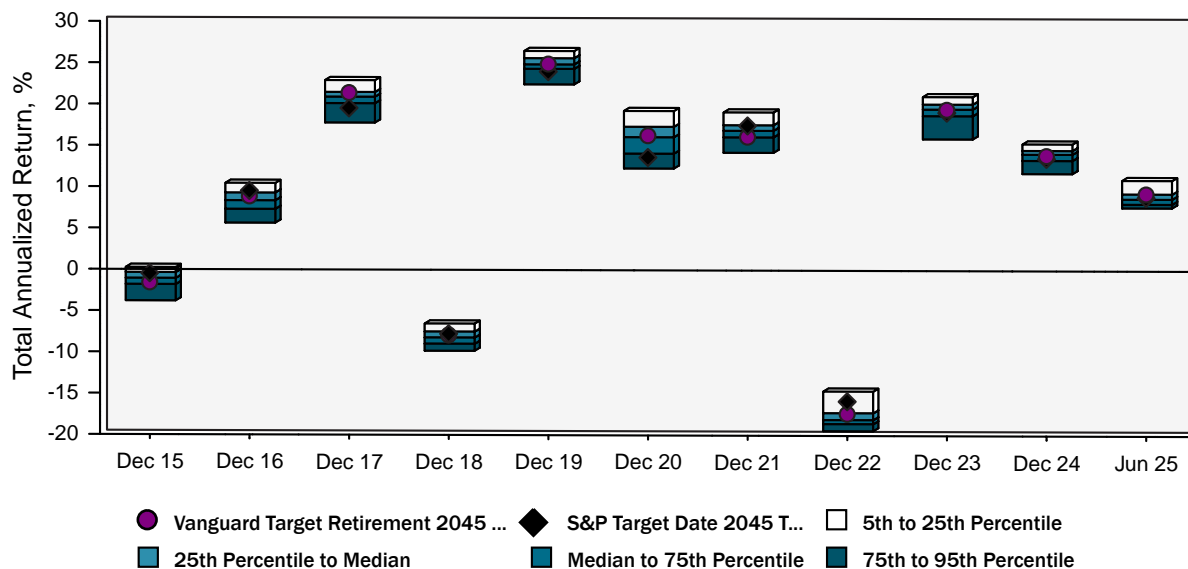 Total Annualized Return, %
30
25
20
15
10
5
0
-5
-10
-15
-20
Dec 15 Dec 16 Dec 17 Dec 18 Dec 19 Dec 20 Dec 21 Dec 22 Dec 23 Dec 24 Jun 25
Vanguard Target Retirement 2045 ... S&P Target Date 2045 T... 5th to 25th Percentile
25th Percentile to Median Median to 75th Percentile 75th to 95th Percentile